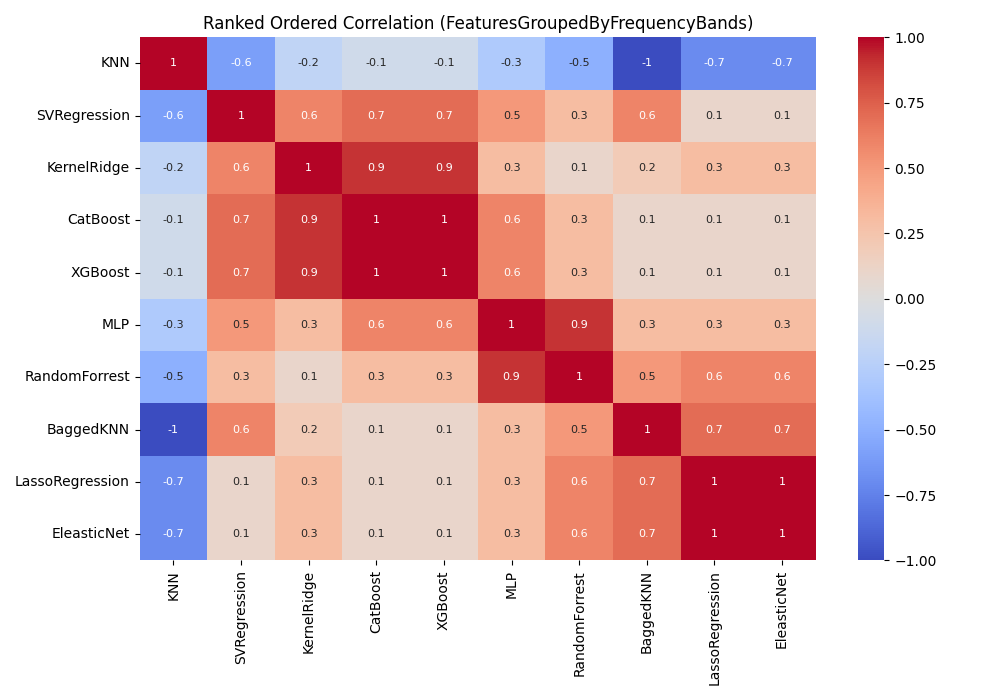 Ranked Ordered Correlation (FeaturesGroupedByFrequencyBands)
KNN 1 -0.6 -0.2 -0.1 -0.1 -0.3 -0.5 -1 -0.7 -0.7
SVRegression -0.6 1 0.6 0.7 0.7 0.5 0.3 0.6 0.1 0.1
KernelRidge -0.2 0.6 1 0.9 0.9 0.3 0.1 0.2 0.3 0.3
CatBoost -0.1 0.7 0.9 1 1 0.6 0.3 0.1 0.1 0.1
XGBoost -0.1 0.7 0.9 1 1 0.6 0.3 0.1 0.1 0.1
MLP -0.3 0.5 0.3 0.6 0.6 1 0.9 0.3 0.3 0.3
RandomForrest -0.5 0.3 0.1 0.3 0.3 0.9 1 0.5 0.6 0.6
BaggedKNN -1 0.6 0.2 0.1 0.1 0.3 0.5 1 0.7 0.7
LassoRegression -0.7 0.1 0.3 0.1 0.1 0.3 0.6 0.7 1 1
EleasticNet -0.7 0.1 0.3 0.1 0.1 0.3 0.6 0.7 1 1
KNN
SVRegression
KernelRidge
CatBoost
XGBoost
MLP
RandomForrest
BaggedKNN
LassoRegression
EleasticNet
1.00
0.75
0.50
0.25
0.00
−0.25
−0.50
−0.75
−1.00